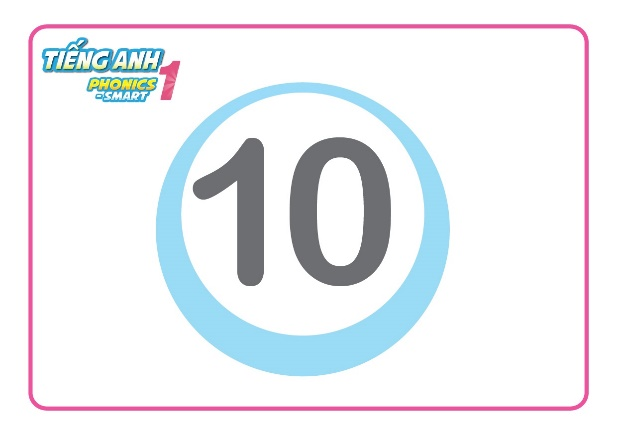 TIẾNG ANH 1
PHONICS
-SMART
10